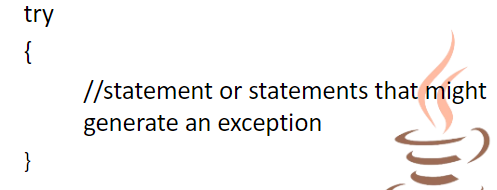 try
{
//statement or statements that might
generate an exception
}